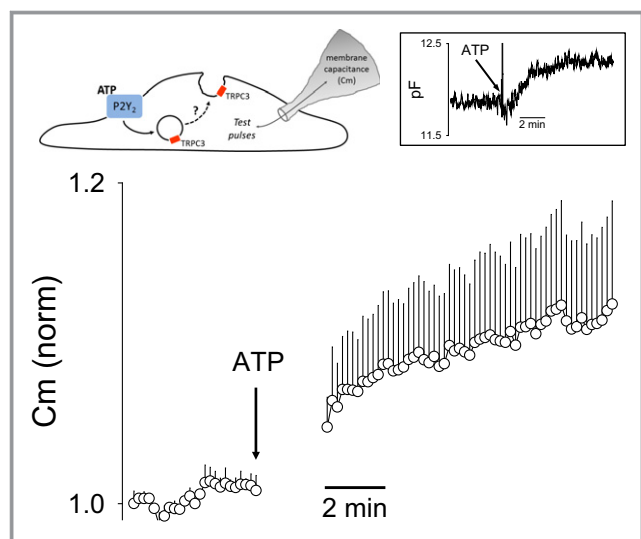 ATP
P2Y2
?
TRPC3
TRPC3
Test
pulses
membrane
capacitance
(Cm)
12.5
ATP
pF
2 min
11.5
1.2
Cm (norm)
ATP
1.0
2 min